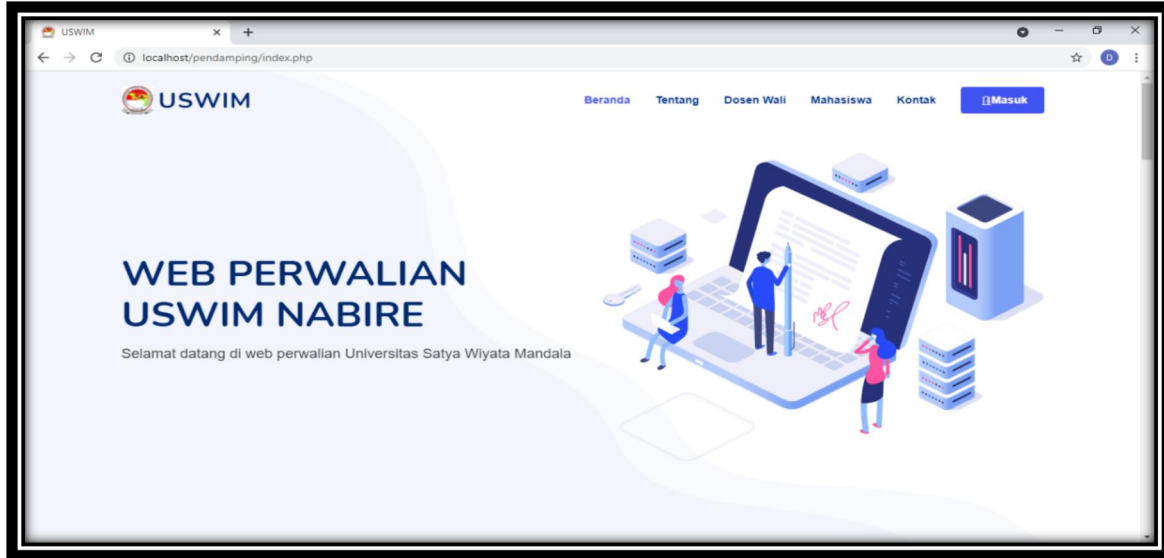 USWIM
localhost/pendamping/index.php
D
USWIM
Beranda Tentang Dosen Wali Mahasiswa Kontak Masuk
WEB PERWALIAN
USWIM NABIRE
Selamat datang di web perwalian Universitas Satya Wiyata Mandala